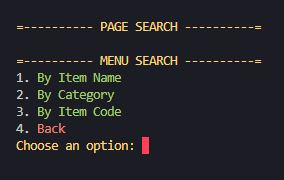 =---------- PAGE SEARCH ----------=
=---------- MENU SEARCH ----------=
1. By Item Name
2. By Category
3. By Item Code
4. Back
Choose an option: